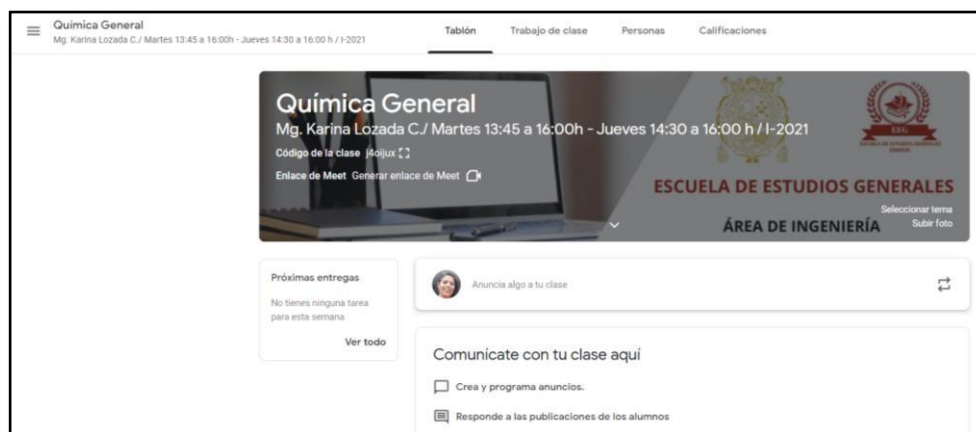 Química General
Mg. Karina Lozada C./ Martes 13:45 a 16:00h - Jueves 14:30 a 16:00 h / I-2021
Tablón
Trabajo de clase
Personas
Calificaciones
Química General
Mg. Karina Lozada C./ Martes 13:45 a 16:00h - Jueves 14:30 a 16:00 h / I-2021
Código de la clase j4oijux
Enlace de Meet Generar enlace de Meet
EEG
ESCUELA DE ESTUDIOS GENERALES
ÁREA DE INGENIERÍA
Seleccionar tema
Subir foto
Próximas entregas
No tienes ninguna tarea
para esta semana
Ver todo
Anuncia algo a tu clase
Comunícate con tu clase aquí
Crea y programa anuncios.
Responde a las publicaciones de los alumnos